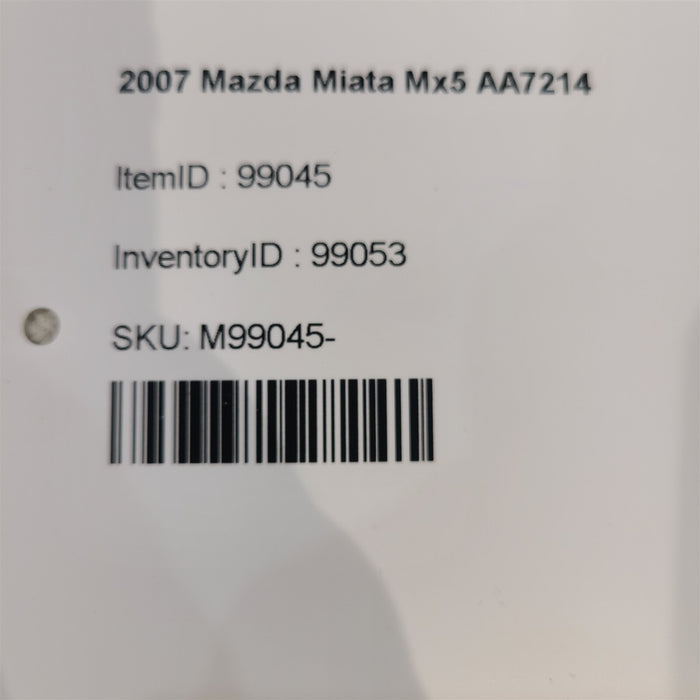 2007 Mazda Miata Mx5 AA7214
ItemID : 99045
InventoryID : 99053
SKU: M99045-